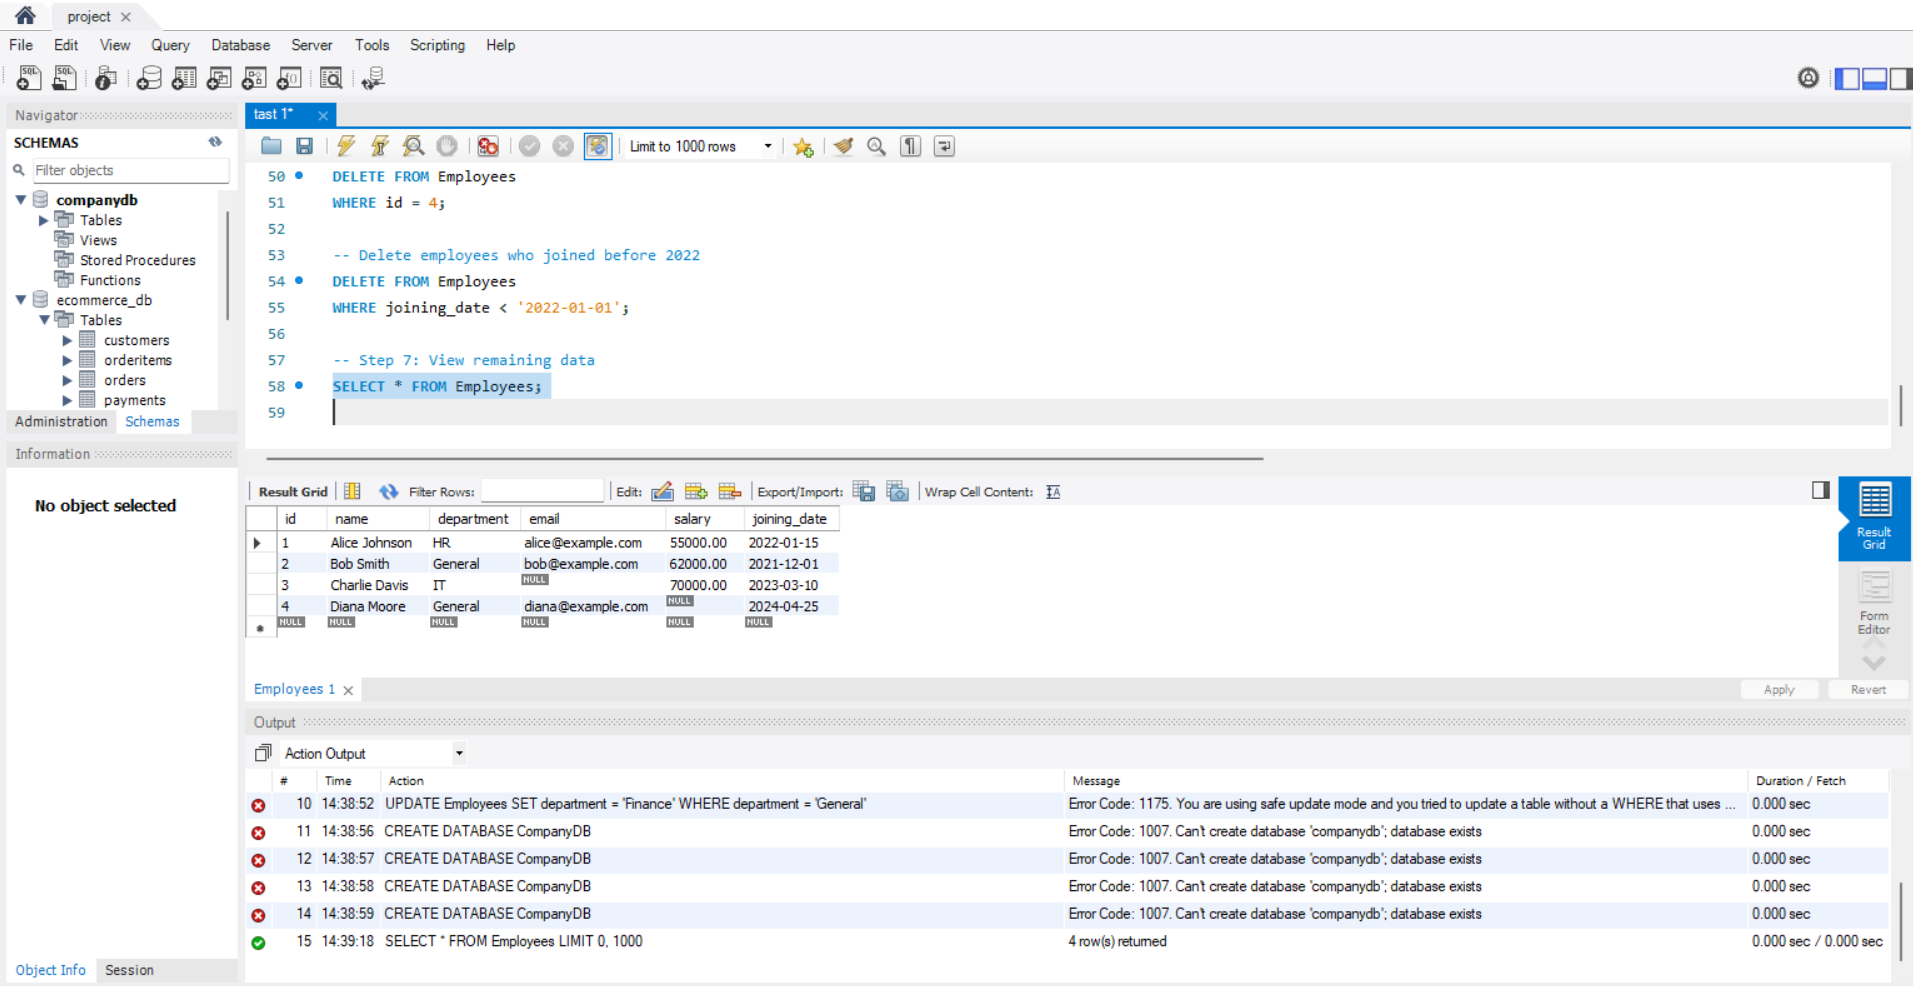 project
File Edit View Query Database Server Tools Scripting Help
Navigator
SCHEMAS
Filter objects
companydb
Tables
Views
Stored Procedures
Functions
ecommerce_db
Tables
customers
orderitems
orders
payments
Administration Schemas
Information
No object selected
Object Info Session
tast 1*
Limit to 1000 rows
50 DELETE FROM Employees
51 WHERE id = 4;
52
53 -- Delete employees who joined before 2022
54 DELETE FROM Employees
55 WHERE joining_date < '2022-01-01';
56
57 -- Step 7: View remaining data
58 SELECT * FROM Employees;
59
Result Grid Filter Rows: Edit: Export/Import: Wrap Cell Content:
id name department email salary joining_date
1 Alice Johnson HR alice@example.com 55000.00 2022-01-15
2 Bob Smith General bob@example.com 62000.00 2021-12-01
3 Charlie Davis IT NULL 70000.00 2023-03-10
4 Diana Moore General diana@example.com NULL 2024-04-25
NULL NULL NULL NULL NULL NULL
Result
Grid
Form
Editor
Employees 1
Apply Revert
Output
Action Output
# Time Action Message Duration / Fetch
10 14:38:52 UPDATE Employees SET department = 'Finance' WHERE department = 'General' Error Code: 1175. You are using safe update mode and you tried to update a table without a WHERE that uses ... 0.000 sec
11 14:38:56 CREATE DATABASE CompanyDB Error Code: 1007. Can't create database 'companydb'; database exists 0.000 sec
12 14:38:57 CREATE DATABASE CompanyDB Error Code: 1007. Can't create database 'companydb'; database exists 0.000 sec
13 14:38:58 CREATE DATABASE CompanyDB Error Code: 1007. Can't create database 'companydb'; database exists 0.000 sec
14 14:38:59 CREATE DATABASE CompanyDB Error Code: 1007. Can't create database 'companydb'; database exists 0.000 sec
15 14:39:18 SELECT * FROM Employees LIMIT 0, 1000 4 row(s) returned 0.000 sec / 0.000 sec